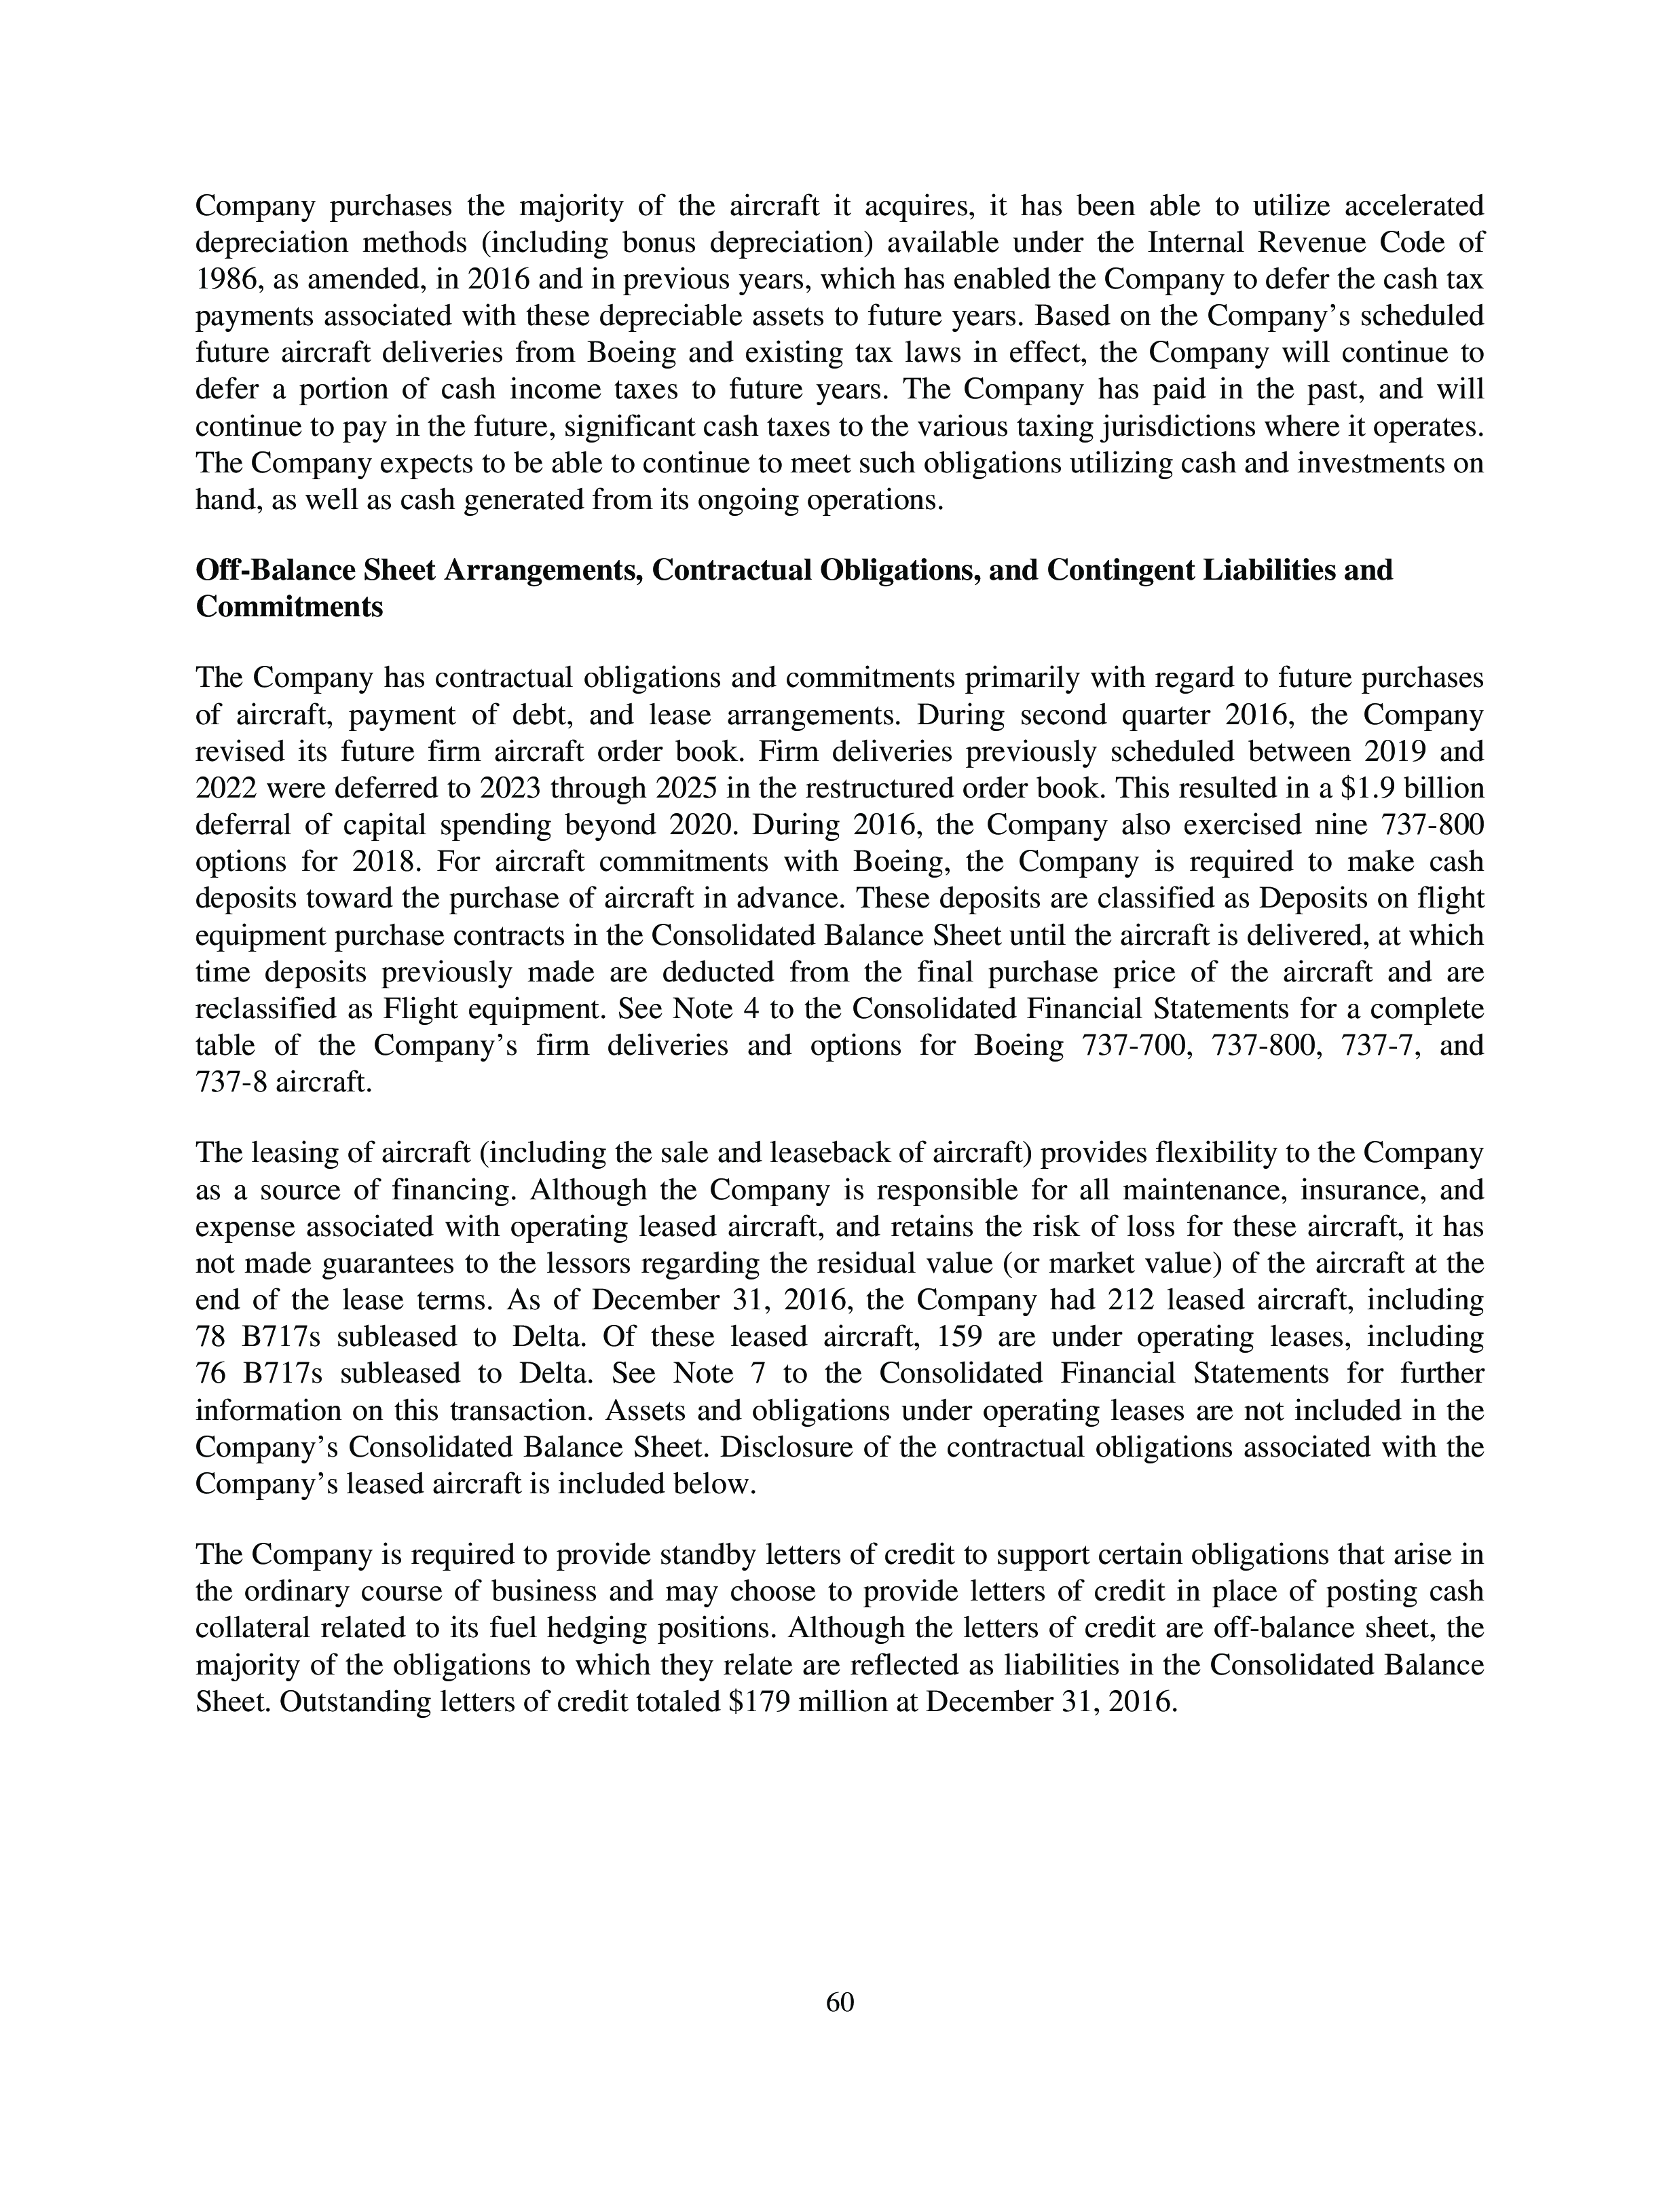 Company purchases the majority of the aircraft it acquires, it has been able to utilize accelerated
depreciation methods (including bonus depreciation) available under the Internal Revenue Code of
1986, as amended, in 2016 and in previous years, which has enabled the Company to defer the cash tax
payments associated with these depreciable assets to future years. Based on the Company’s scheduled
future aircraft deliveries from Boeing and existing tax laws in effect, the Company will continue to
defer a portion of cash income taxes to future years. The Company has paid in the past, and will
continue to pay in the future, significant cash taxes to the various taxing jurisdictions where it operates.
The Company expects to be able to continue to meet such obligations utilizing cash and investments on
hand, as well as cash generated from its ongoing operations.
Off-Balance Sheet Arrangements, Contractual Obligations, and Contingent Liabilities and
Commitments
The Company has contractual obligations and commitments primarily with regard to future purchases
of aircraft, payment of debt, and lease arrangements. During second quarter 2016, the Company
revised its future firm aircraft order book. Firm deliveries previously scheduled between 2019 and
2022 were deferred to 2023 through 2025 in the restructured order book. This resulted in a $1.9 billion
deferral of capital spending beyond 2020. During 2016, the Company also exercised nine 737-800
options for 2018. For aircraft commitments with Boeing, the Company is required to make cash
deposits toward the purchase of aircraft in advance. These deposits are classified as Deposits on flight
equipment purchase contracts in the Consolidated Balance Sheet until the aircraft is delivered, at which
time deposits previously made are deducted from the final purchase price of the aircraft and are
reclassified as Flight equipment. See Note 4 to the Consolidated Financial Statements for a complete
table of the Company’s firm deliveries and options for Boeing 737-700, 737-800, 737-7, and
737-8 aircraft.
The leasing of aircraft (including the sale and leaseback of aircraft) provides flexibility to the Company
as a source of financing. Although the Company is responsible for all maintenance, insurance, and
expense associated with operating leased aircraft, and retains the risk of loss for these aircraft, it has
not made guarantees to the lessors regarding the residual value (or market value) of the aircraft at the
end of the lease terms. As of December 31, 2016, the Company had 212 leased aircraft, including
78 B717s subleased to Delta. Of these leased aircraft, 159 are under operating leases, including
76 B717s subleased to Delta. See Note 7 to the Consolidated Financial Statements for further
information on this transaction. Assets and obligations under operating leases are not included in the
Company’s Consolidated Balance Sheet. Disclosure of the contractual obligations associated with the
Company’s leased aircraft is included below.
The Company is required to provide standby letters of credit to support certain obligations that arise in
the ordinary course of business and may choose to provide letters of credit in place of posting cash
collateral related to its fuel hedging positions. Although the letters of credit are off-balance sheet, the
majority of the obligations to which they relate are reflected as liabilities in the Consolidated Balance
Sheet. Outstanding letters of credit totaled $179 million at December 31, 2016.
60